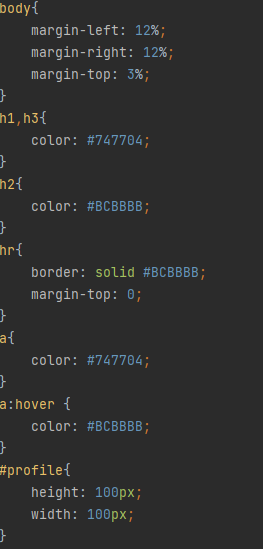 body{
    margin-left: 12%;
    margin-right: 12%;
    margin-top: 3%;
}
h1,h3{
    color: #747704;
}
h2{
    color: #BCBBBB;
}
hr{
    border: solid #BCBBBB;
    margin-top: 0;
}
a{
    color: #747704;
}
a:hover {
    color: #BCBBBB;
}
#profile{
    height: 100px;
    width: 100px;
}